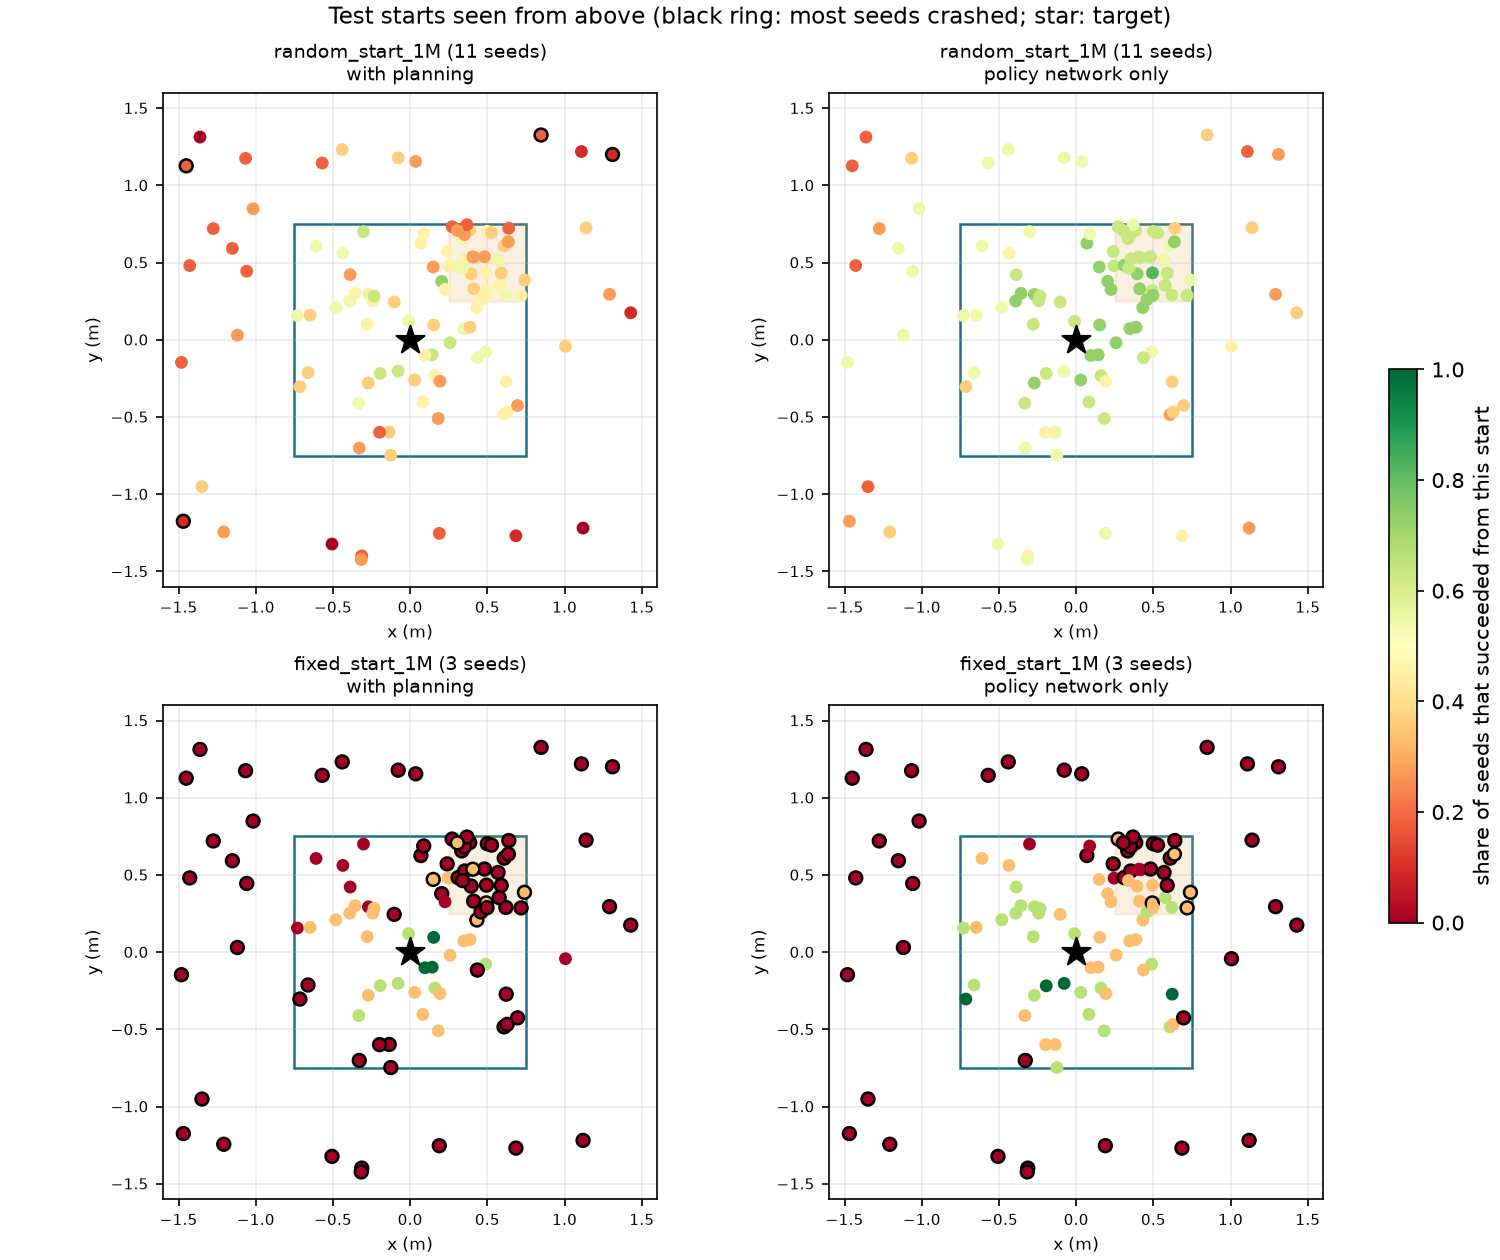 Test starts seen from above (black ring: most seeds crashed; star: target)
random_start_1M (11 seeds)
with planning
1.5
1.0
0.5
0.0
−0.5
−1.0
−1.5
y (m)
−1.5 −1.0 −0.5 0.0 0.5 1.0 1.5
x (m)
random_start_1M (11 seeds)
policy network only
1.5
1.0
0.5
0.0
−0.5
−1.0
−1.5
y (m)
−1.5 −1.0 −0.5 0.0 0.5 1.0 1.5
x (m)
fixed_start_1M (3 seeds)
with planning
1.5
1.0
0.5
0.0
−0.5
−1.0
−1.5
y (m)
−1.5 −1.0 −0.5 0.0 0.5 1.0 1.5
x (m)
fixed_start_1M (3 seeds)
policy network only
1.5
1.0
0.5
0.0
−0.5
−1.0
−1.5
y (m)
−1.5 −1.0 −0.5 0.0 0.5 1.0 1.5
x (m)
1.0
0.8
0.6
0.4
0.2
0.0
share of seeds that succeeded from this start